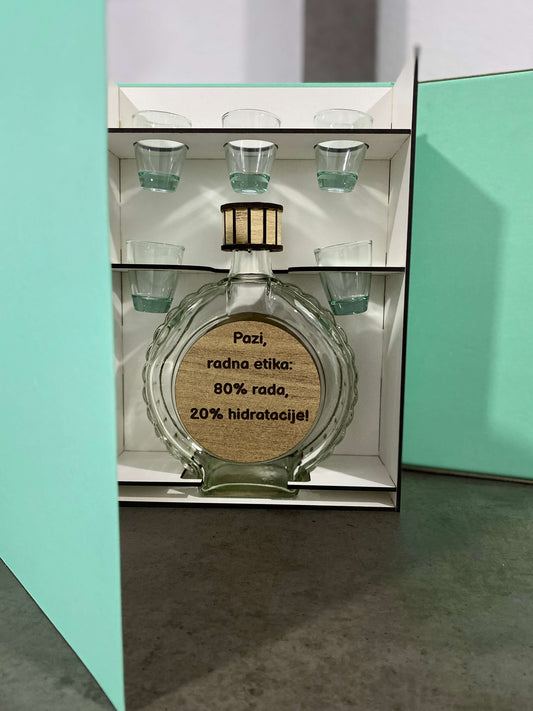 Pazi,
radna etika:
80% rada,
20% hidratacije!